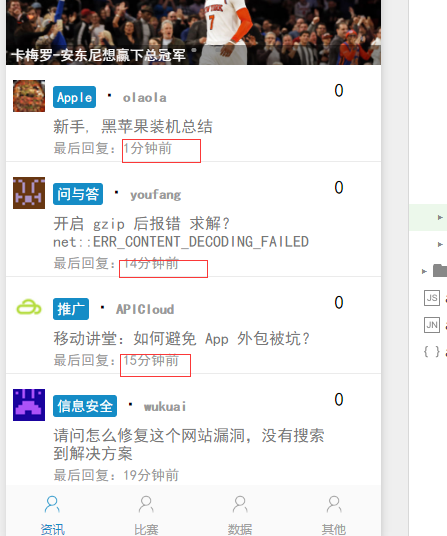 卡梅罗-安东尼想赢下总冠军
Apple · olaola 0
新手, 黑苹果装机总结
最后回复：1分钟前
问与答 · youfang 0
开启 gzip 后报错 求解？
net::ERR_CONTENT_DECODING_FAILED
最后回复：14分钟前
推广 · APICloud 0
移动讲堂：如何避免 App 外包被坑？
最后回复：15分钟前
信息安全 · wukuai 0
请问怎么修复这个网站漏洞，没有搜索
到解决方案
最后回复：19分钟前
资讯 比赛 数据 其他
JS
JN
{ }